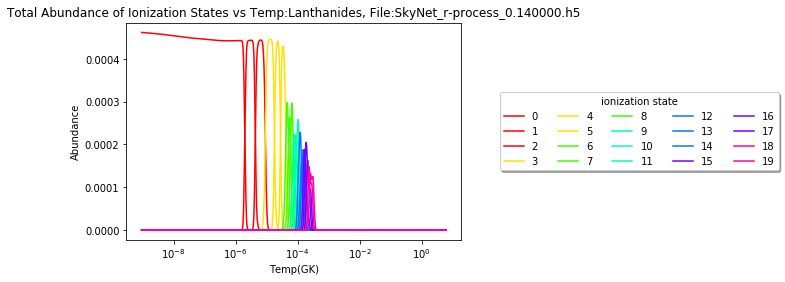 Total Abundance of Ionization States vs Temp:Lanthanides, File:SkyNet_r-process_0.140000.h5
Abundance
0.0004
0.0003
0.0002
0.0001
0.0000
10⁻⁸ 10⁻⁶ 10⁻⁴ 10⁻² 10⁰
Temp(GK)
ionization state
0 4 8 12 16
1 5 9 13 17
2 6 10 14 18
3 7 11 15 19